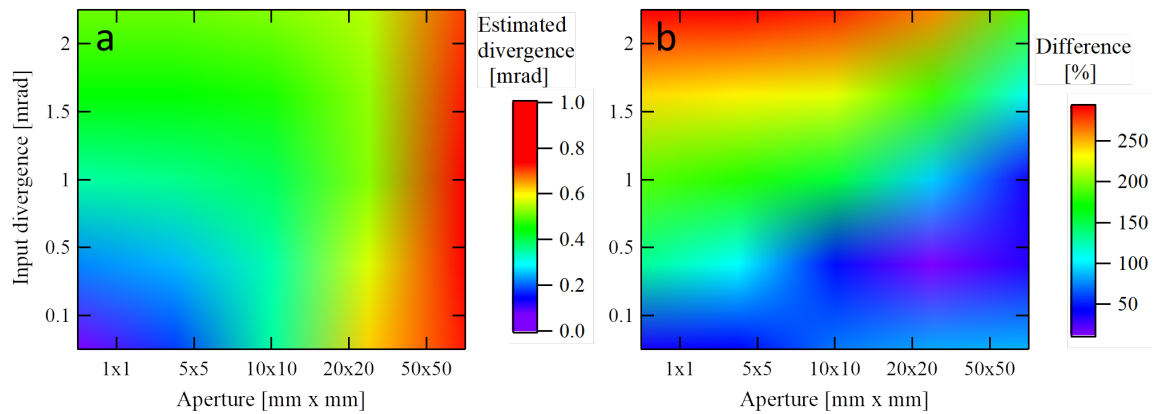 a
Input divergence [mrad]
2
1.5
1
0.5
0.1
1x1 5x5 10x10 20x20 50x50
Aperture [mm x mm]
Estimated
divergence
[mrad]
1.0
0.8
0.6
0.4
0.2
0.0
b
2
1.5
1
0.5
0.1
1x1 5x5 10x10 20x20 50x50
Aperture [mm x mm]
Difference
[%]
250
200
150
100
50